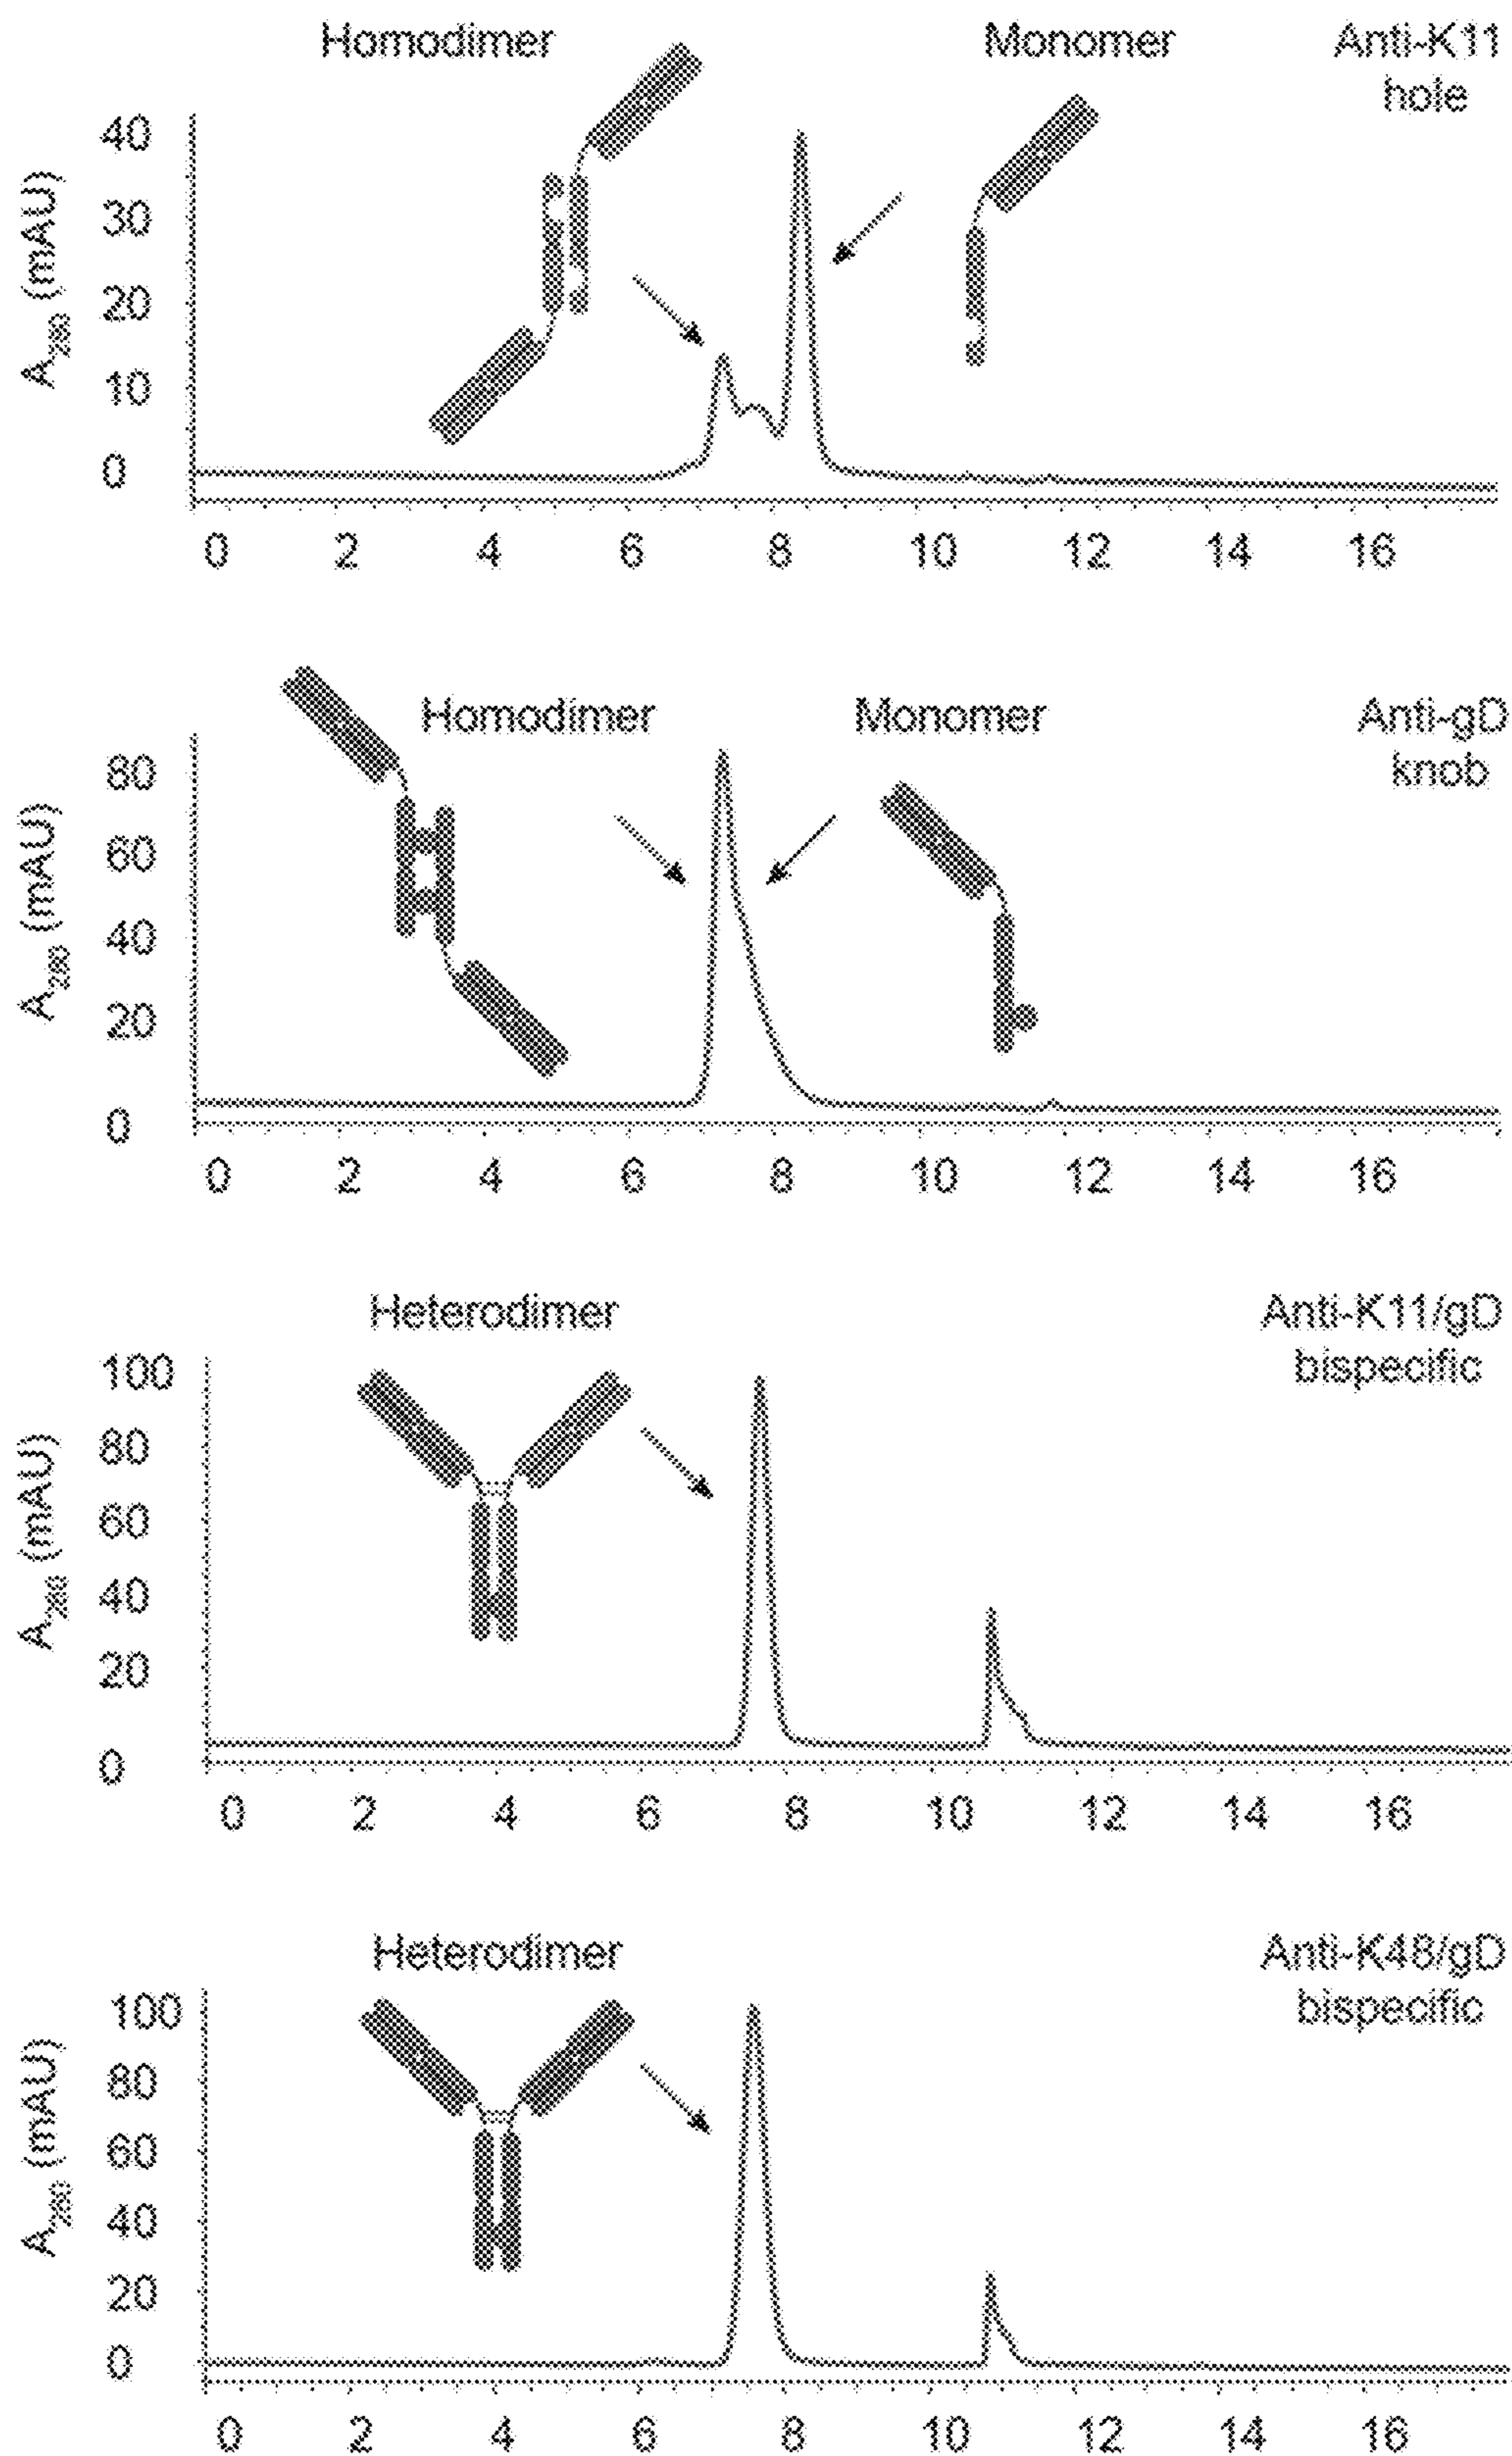 Homodimer Monomer Anti-K11
hole
A280 (mAU)
40
30
20
10
0
0 2 4 6 8 10 12 14 16
Homodimer Monomer Anti-gD
knob
A280 (mAU)
80
60
40
20
0
0 2 4 6 8 10 12 14 16
Heterodimer Anti-K11/gD
bispecific
A280 (mAU)
100
80
60
40
20
0
0 2 4 6 8 10 12 14 16
Heterodimer Anti-K48/gD
bispecific
A280 (mAU)
100
80
60
40
20
0
0 2 4 6 8 10 12 14 16